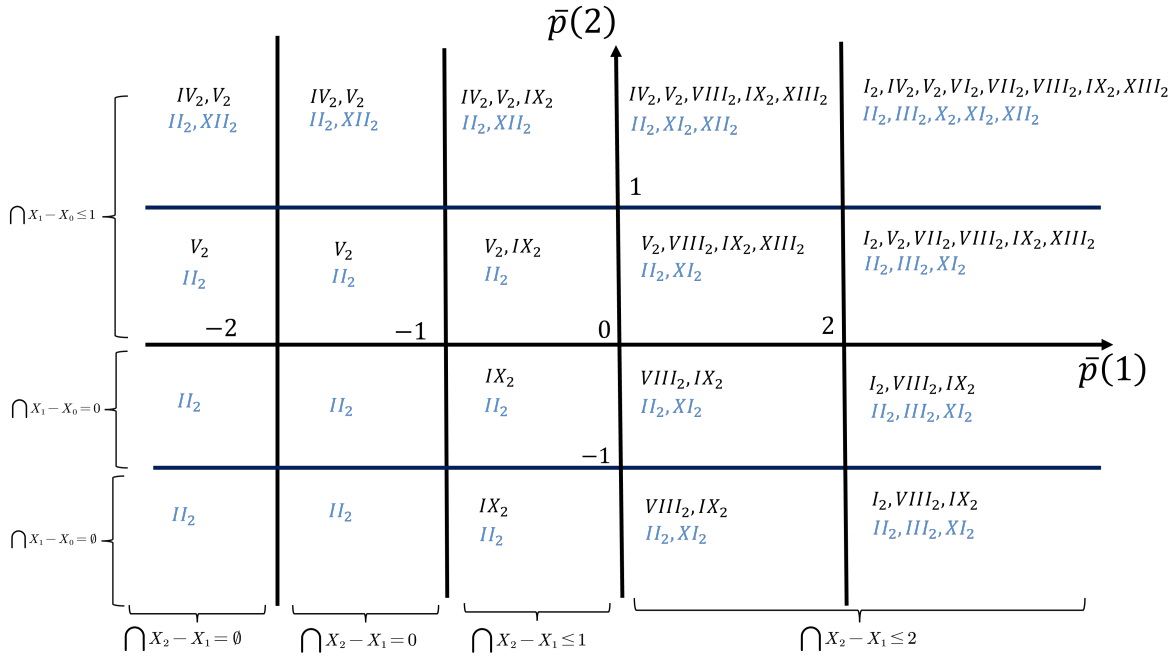 p̄(2)
IV₂, V₂
II₂, XII₂
IV₂, V₂
II₂, XII₂
IV₂, V₂, IX₂
II₂, XII₂
IV₂, V₂, VIII₂, IX₂, XIII₂
II₂, XI₂, XII₂
I₂, IV₂, V₂, VI₂, VII₂, VIII₂, IX₂, XIII₂
II₂, III₂, X₂, XI₂, XII₂
⋂ X₁ − X₀ ≤ 1
1
V₂
II₂
V₂
II₂
V₂, IX₂
II₂
V₂, VIII₂, IX₂, XIII₂
II₂, XI₂
I₂, V₂, VII₂, VIII₂, IX₂, XIII₂
II₂, III₂, XI₂
−2
−1
0
2
p̄(1)
⋂ X₁ − X₀ = 0
II₂
II₂
IX₂
II₂
VIII₂, IX₂
II₂, XI₂
I₂, VIII₂, IX₂
II₂, III₂, XI₂
−1
⋂ X₁ − X₀ = ∅
II₂
II₂
IX₂
II₂
VIII₂, IX₂
II₂, XI₂
I₂, VIII₂, IX₂
II₂, III₂, XI₂
⋂ X₂ − X₁ = ∅
⋂ X₂ − X₁ = 0
⋂ X₂ − X₁ ≤ 1
⋂ X₂ − X₁ ≤ 2